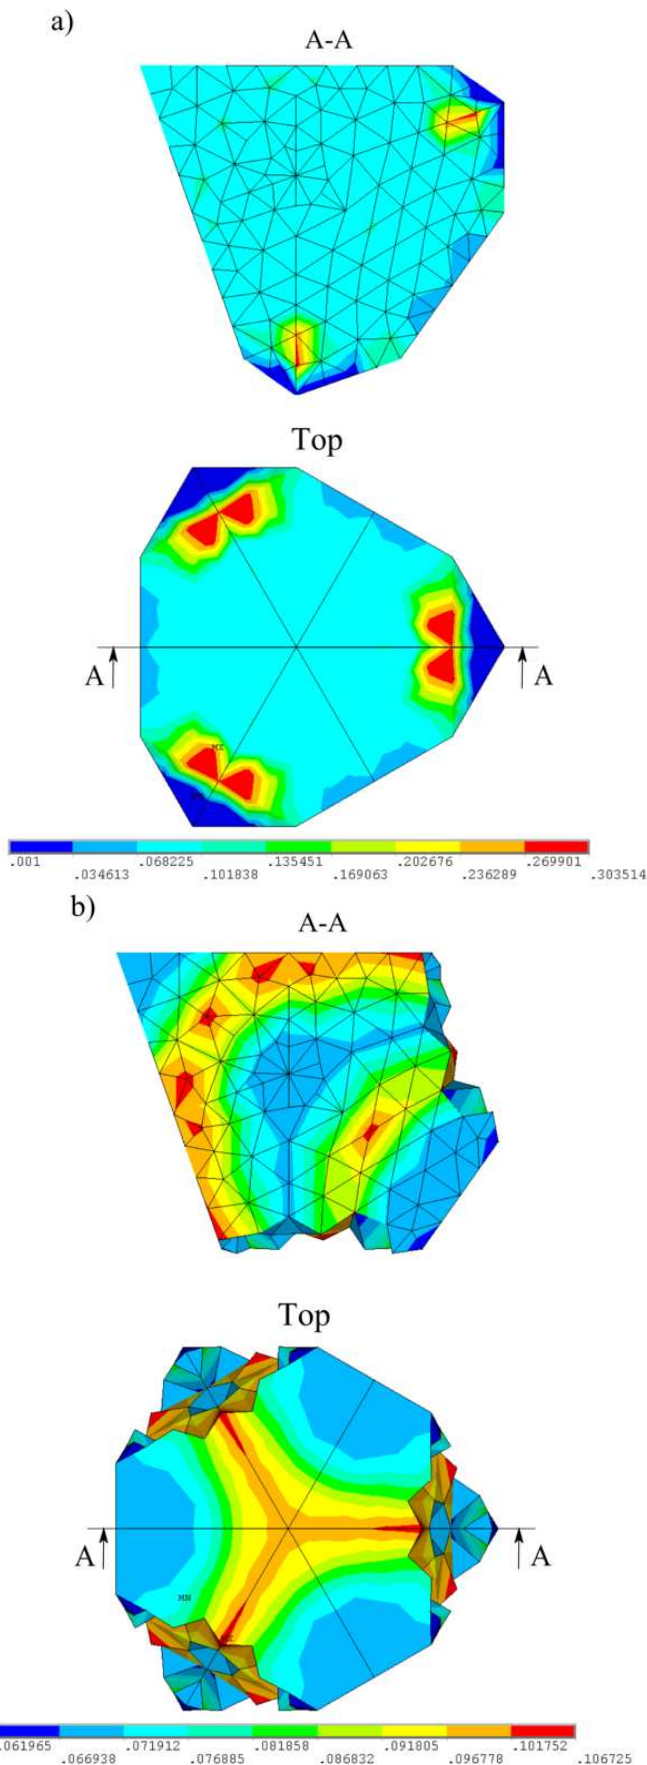 a)
A-A
Top
MX
A A
.001 .068225 .135451 .202676 .269901
.034613 .101838 .169063 .236289 .303514
b)
A-A
Top
A A
MN
.061965 .071912 .081858 .091805 .101752
.066938 .076885 .086832 .096778 .106725